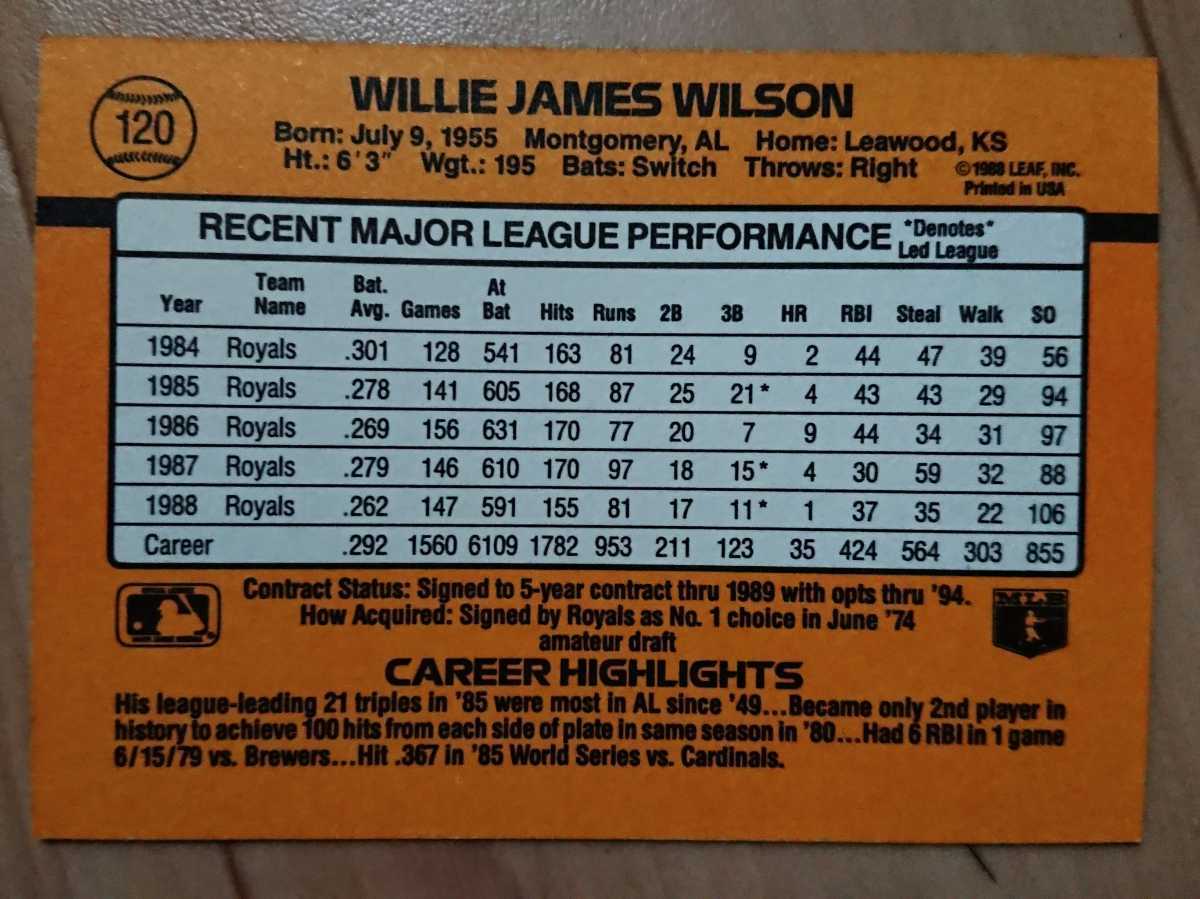 120
WILLIE JAMES WILSON
Born: July 9, 1955 Montgomery, AL Home: Leawood, KS
Ht.: 6'3" Wgt.: 195 Bats: Switch Throws: Right
©1988 LEAF, INC.
Printed in USA
RECENT MAJOR LEAGUE PERFORMANCE *Denotes* Led League
Year Team Name Bat. Avg. Games At Bat Hits Runs 2B 3B HR RBI Steal Walk SO
1984 Royals .301 128 541 163 81 24 9 2 44 47 39 56
1985 Royals .278 141 605 168 87 25 21* 4 43 43 29 94
1986 Royals .269 156 631 170 77 20 7 9 44 34 31 97
1987 Royals .279 146 610 170 97 18 15* 4 30 59 32 88
1988 Royals .262 147 591 155 81 17 11* 1 37 35 22 106
Career .292 1560 6109 1782 953 211 123 35 424 564 303 855
Contract Status: Signed to 5-year contract thru 1989 with opts thru '94.
How Acquired: Signed by Royals as No. 1 choice in June '74
amateur draft
MLB
CAREER HIGHLIGHTS
His league-leading 21 triples in '85 were most in AL since '49...Became only 2nd player in
history to achieve 100 hits from each side of plate in same season in '80...Had 6 RBI in 1 game
6/15/79 vs. Brewers...Hit .367 in '85 World Series vs. Cardinals.